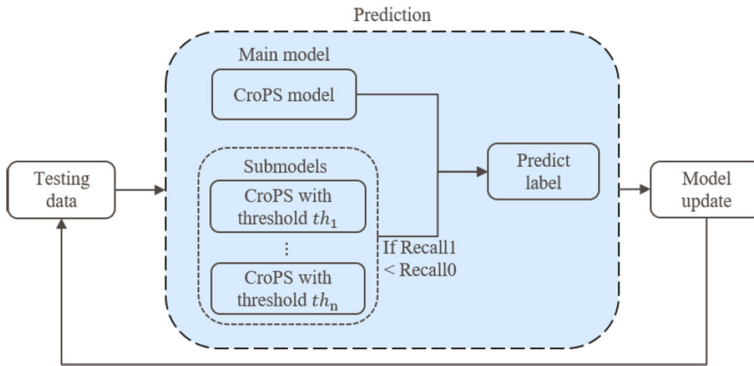 Prediction
Main model
CroPS model
Submodels
CroPS with
threshold th₁
⋮
CroPS with
threshold thₙ
If Recall1
< Recall0
Testing
data
Predict
label
Model
update